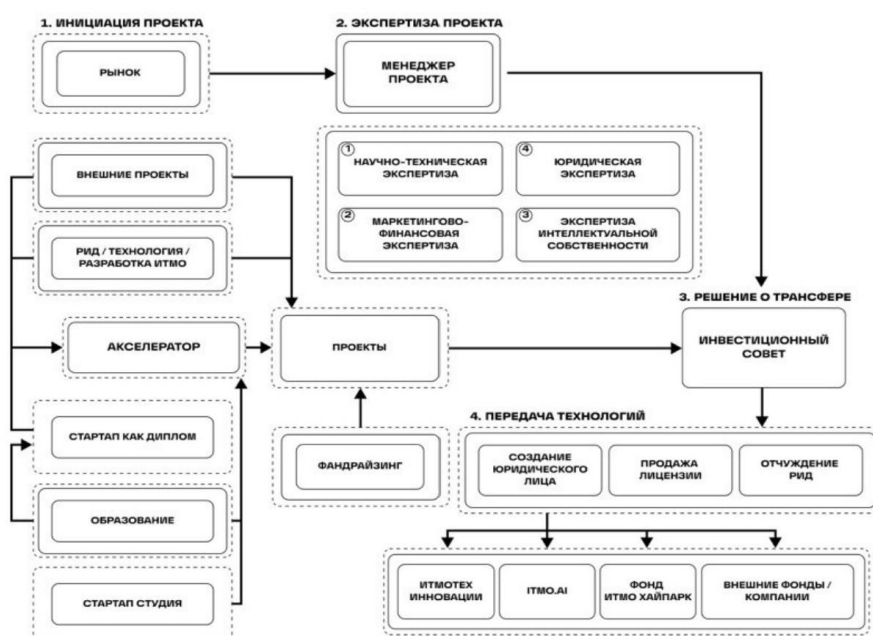 1. ИНИЦИАЦИЯ ПРОЕКТА
РЫНОК
2. ЭКСПЕРТИЗА ПРОЕКТА
МЕНЕДЖЕР
ПРОЕКТА
1
НАУЧНО-ТЕХНИЧЕСКАЯ
ЭКСПЕРТИЗА
4
ЮРИДИЧЕСКАЯ
ЭКСПЕРТИЗА
2
МАРКЕТИНГОВО-
ФИНАНСОВАЯ
ЭКСПЕРТИЗА
3
ЭКСПЕРТИЗА
ИНТЕЛЛЕКТУАЛЬНОЙ
СОБСТВЕННОСТИ
ВНЕШНИЕ ПРОЕКТЫ
РИД / ТЕХНОЛОГИЯ /
РАЗРАБОТКА ИТМО
АКСЕЛЕРАТОР
ПРОЕКТЫ
3. РЕШЕНИЕ О ТРАНСФЕРЕ
ИНВЕСТИЦИОННЫЙ
СОВЕТ
СТАРТАП КАК ДИПЛОМ
ФАНДРАЙЗИНГ
ОБРАЗОВАНИЕ
СТАРТАП СТУДИЯ
4. ПЕРЕДАЧА ТЕХНОЛОГИЙ
СОЗДАНИЕ
ЮРИДИЧЕСКОГО
ЛИЦА
ПРОДАЖА
ЛИЦЕНЗИИ
ОТЧУЖДЕНИЕ
РИД
ИТМОТЕХ
ИННОВАЦИИ
ITMO.AI
ФОНД
ИТМО ХАЙПАРК
ВНЕШНИЕ ФОНДЫ /
КОМПАНИИ